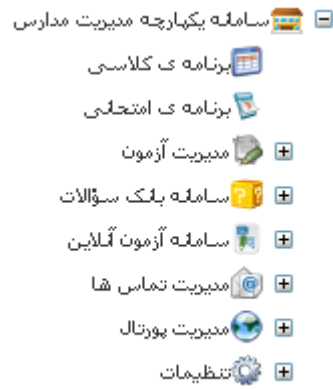 سامانه یکپارچه مدیریت مدارس
برنامه ی کلاسی
برنامه ی امتحانی
مدیریت آزمون
سامانه بانک سؤالات
سامانه آزمون آنلاین
مدیریت تماس ها
مدیریت پورتال
تنظیمات